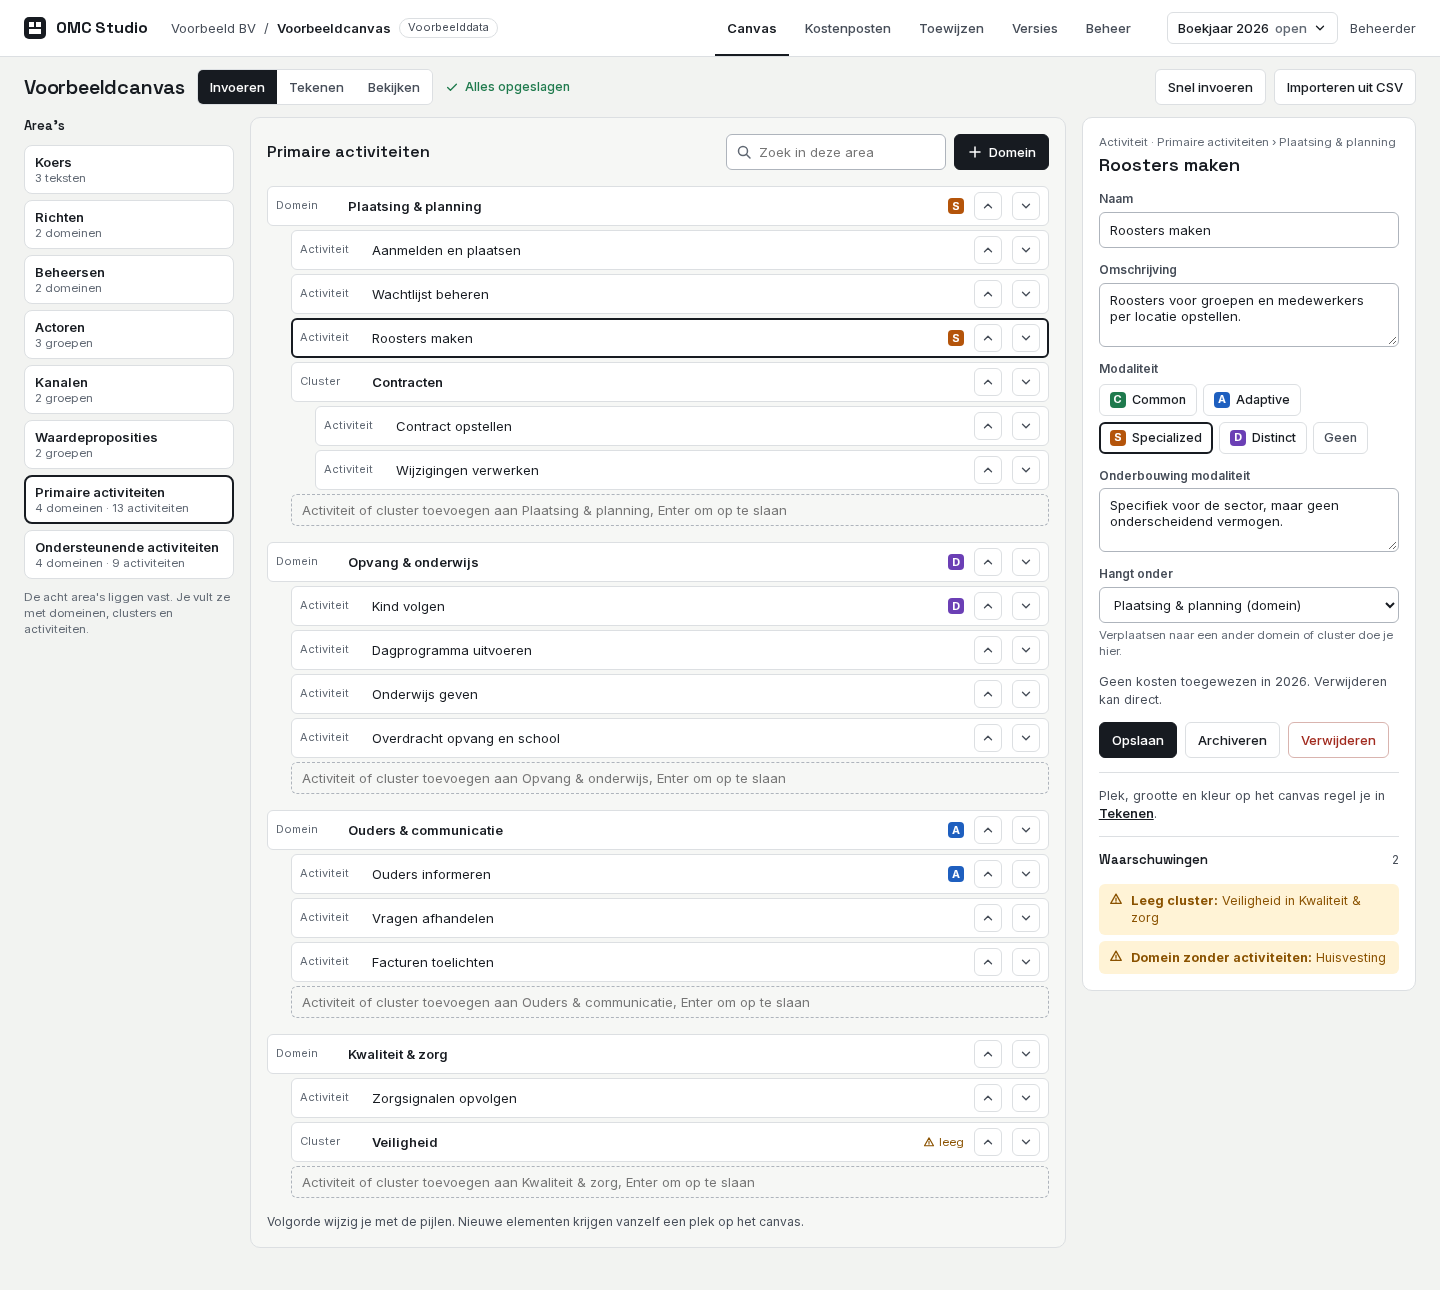 OMC Studio
Voorbeeld BV / Voorbeeldcanvas Voorbeelddata
Canvas Kostenposten Toewijzen Versies Beheer
Boekjaar 2026 open
Beheerder
Voorbeeldcanvas
Invoeren Tekenen Bekijken
Alles opgeslagen
Snel invoeren
Importeren uit CSV
Area's
Koers
3 teksten
Richten
2 domeinen
Beheersen
2 domeinen
Actoren
3 groepen
Kanalen
2 groepen
Waardeproposities
2 groepen
Primaire activiteiten
4 domeinen · 13 activiteiten
Ondersteunende activiteiten
4 domeinen · 9 activiteiten
De acht area's liggen vast. Je vult ze
met domeinen, clusters en
activiteiten.
Primaire activiteiten
Zoek in deze area
Domein
Domein Plaatsing & planning S
Activiteit Aanmelden en plaatsen
Activiteit Wachtlijst beheren
Activiteit Roosters maken S
Cluster Contracten
Activiteit Contract opstellen
Activiteit Wijzigingen verwerken
Activiteit of cluster toevoegen aan Plaatsing & planning, Enter om op te slaan
Domein Opvang & onderwijs D
Activiteit Kind volgen D
Activiteit Dagprogramma uitvoeren
Activiteit Onderwijs geven
Activiteit Overdracht opvang en school
Activiteit of cluster toevoegen aan Opvang & onderwijs, Enter om op te slaan
Domein Ouders & communicatie A
Activiteit Ouders informeren A
Activiteit Vragen afhandelen
Activiteit Facturen toelichten
Activiteit of cluster toevoegen aan Ouders & communicatie, Enter om op te slaan
Domein Kwaliteit & zorg
Activiteit Zorgsignalen opvolgen
Cluster Veiligheid leeg
Activiteit of cluster toevoegen aan Kwaliteit & zorg, Enter om op te slaan
Volgorde wijzig je met de pijlen. Nieuwe elementen krijgen vanzelf een plek op het canvas.
Activiteit · Primaire activiteiten › Plaatsing & planning
Roosters maken
Naam
Roosters maken
Omschrijving
Roosters voor groepen en medewerkers
per locatie opstellen.
Modaliteit
C Common A Adaptive
S Specialized D Distinct Geen
Onderbouwing modaliteit
Specifiek voor de sector, maar geen
onderscheidend vermogen.
Hangt onder
Plaatsing & planning (domein)
Verplaatsen naar een ander domein of cluster doe je
hier.
Geen kosten toegewezen in 2026. Verwijderen
kan direct.
Opslaan Archiveren Verwijderen
Plek, grootte en kleur op het canvas regel je in
Tekenen.
Waarschuwingen 2
Leeg cluster: Veiligheid in Kwaliteit &
zorg
Domein zonder activiteiten: Huisvesting